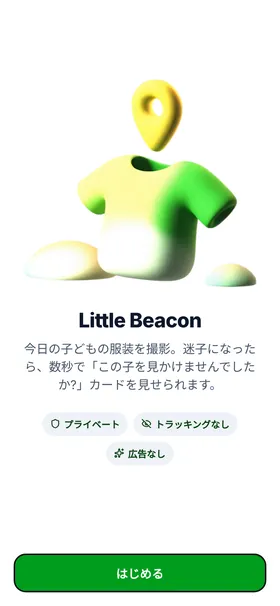 Little Beacon
今日の子どもの服装を撮影。迷子になった
ら、数秒で「この子を見かけませんでした
か?」カードを見せられます。
プライベート
トラッキングなし
広告なし
はじめる